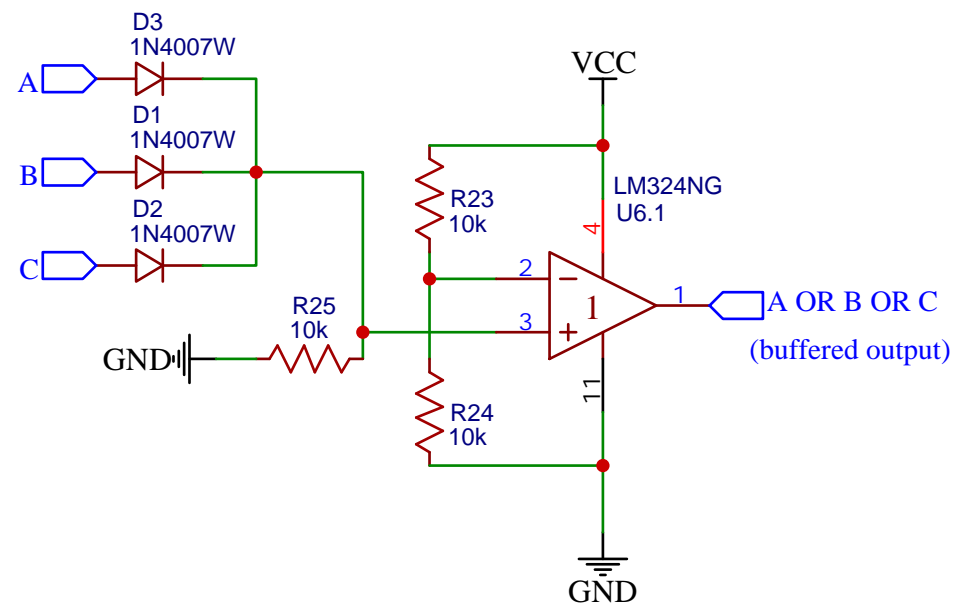 D3
1N4007W
A
D1
1N4007W
B
D2
1N4007W
C
R25
10k
GND
VCC
R23
10k
LM324NG
U6.1
4
2
3
1
1
11
A OR B OR C
(buffered output)
R24
10k
GND